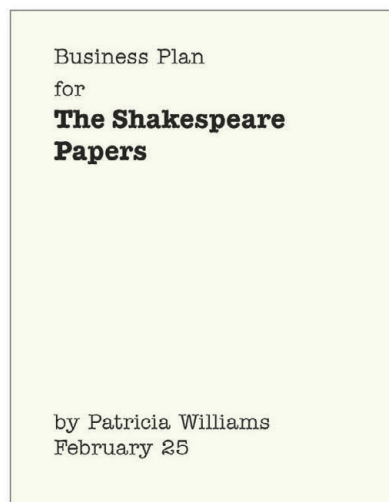 Business Plan
for
The Shakespeare
Papers
by Patricia Williams
February 25